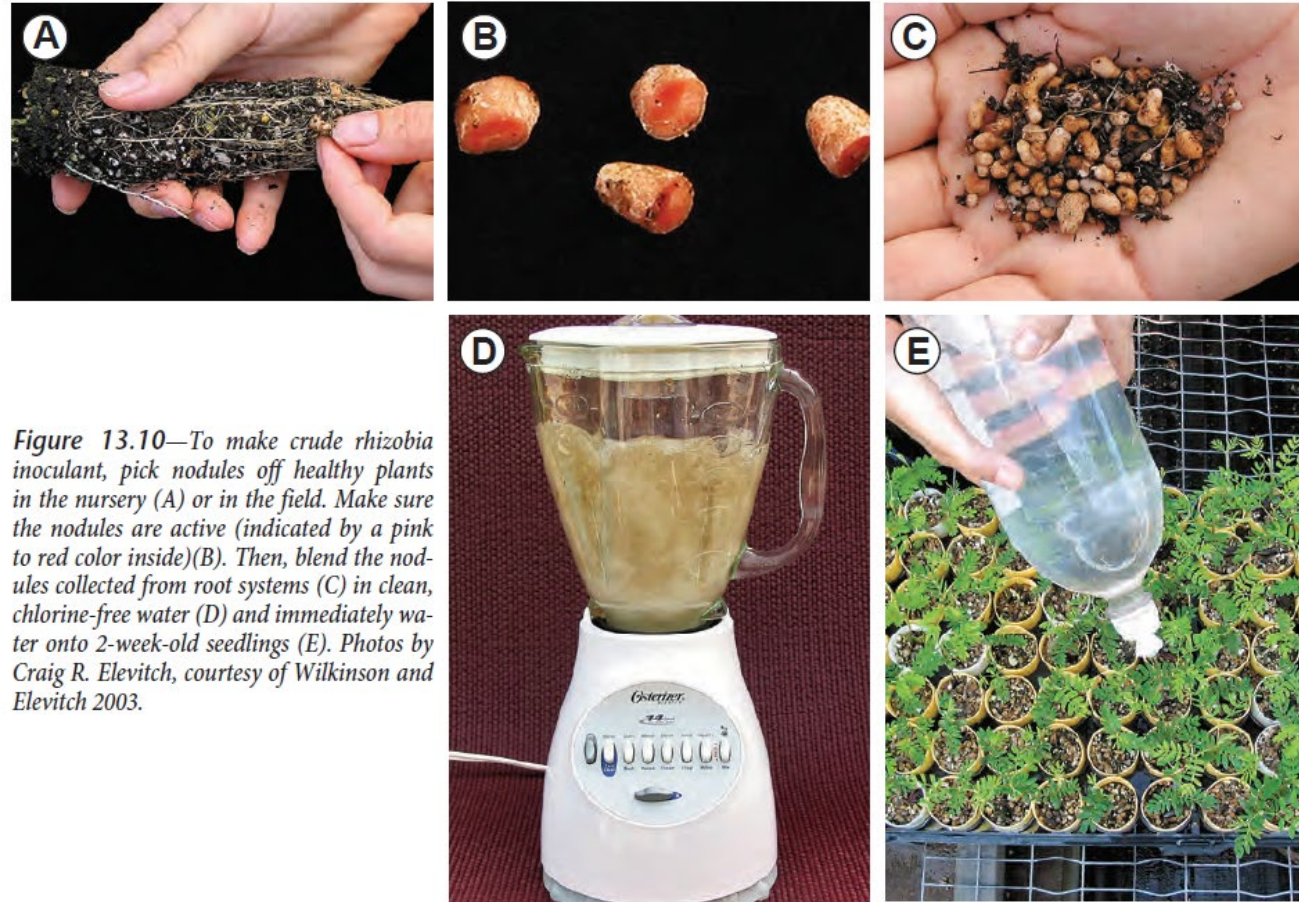 A
B
C
D
E
Figure 13.10—To make crude rhizobia
inoculant, pick nodules off healthy plants
in the nursery (A) or in the field. Make sure
the nodules are active (indicated by a pink
to red color inside)(B). Then, blend the nod-
ules collected from root systems (C) in clean,
chlorine-free water (D) and immediately wa-
ter onto 2-week-old seedlings (E). Photos by
Craig R. Elevitch, courtesy of Wilkinson and
Elevitch 2003.
Osterizer